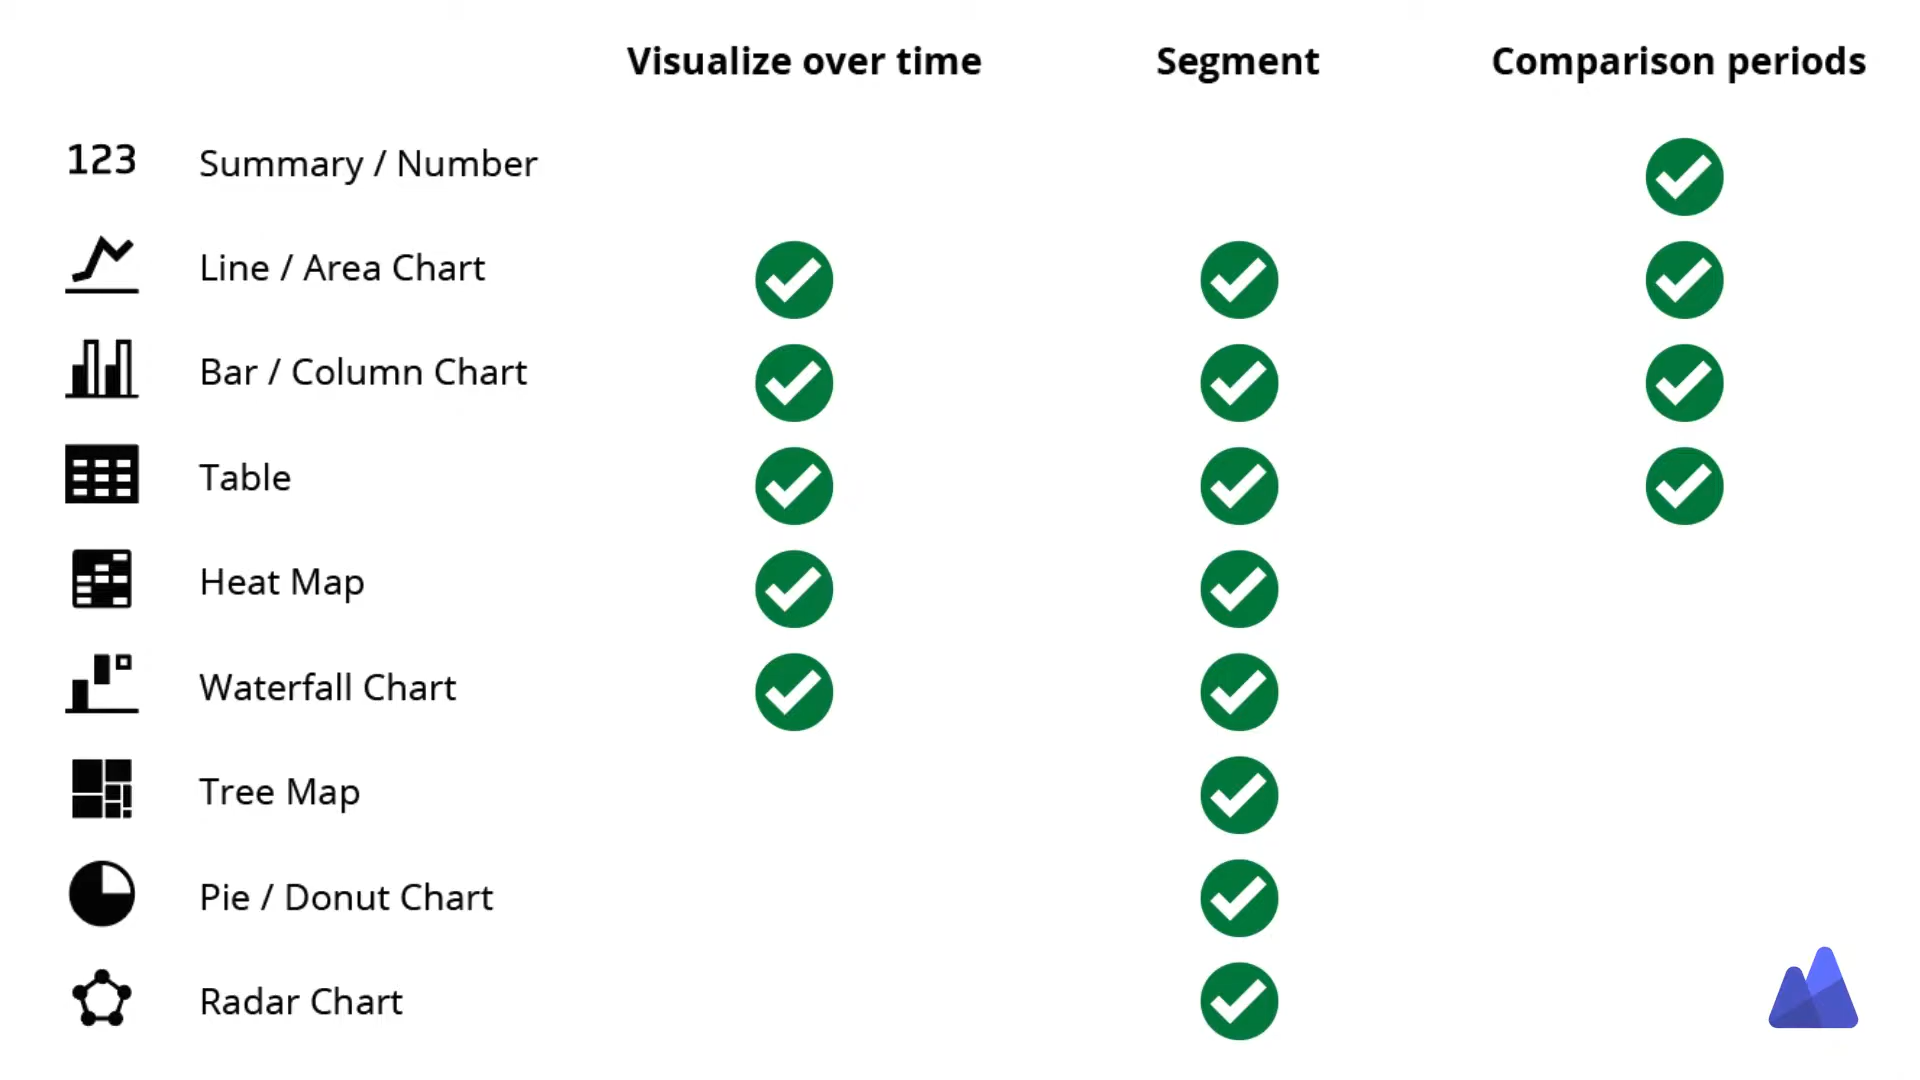 Visualize over time Segment Comparison periods
123 Summary / Number
Line / Area Chart
Bar / Column Chart
Table
Heat Map
Waterfall Chart
Tree Map
Pie / Donut Chart
Radar Chart